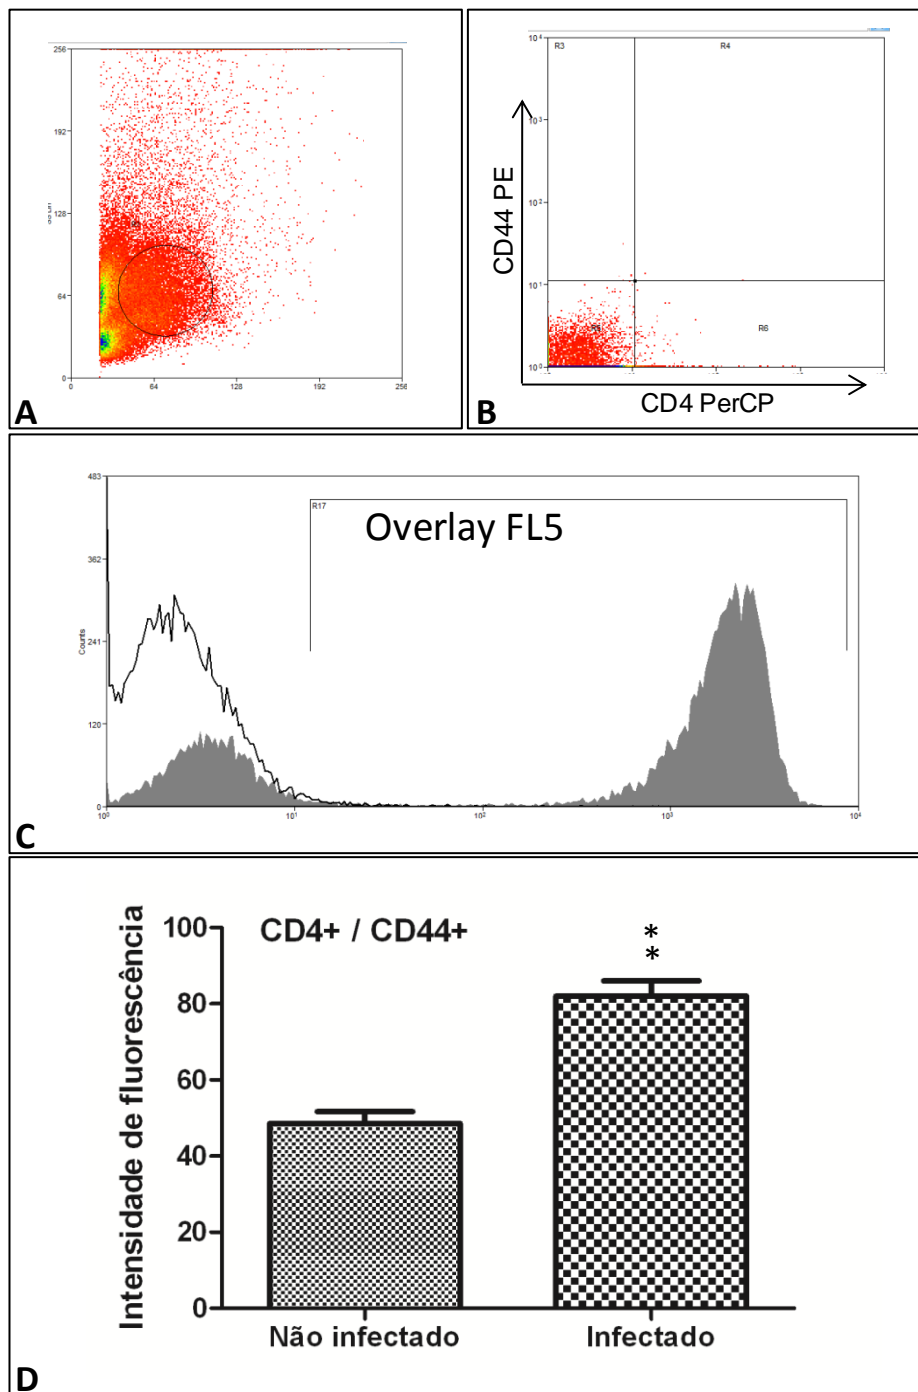 256
192
128
64
0
0
64
128
192
256
A
R3
R4
10⁴
10³
10²
10¹
10⁰
R5
R6
CD44 PE
CD4 PerCP
B
483
362
241
120
0
Counts
R17
Overlay FL5
10⁰
10¹
10²
10³
10⁴
C
Intensidade de fluorescência
CD4+ / CD44+
100
80
60
40
20
0
*
*
Não infectado
Infectado
D